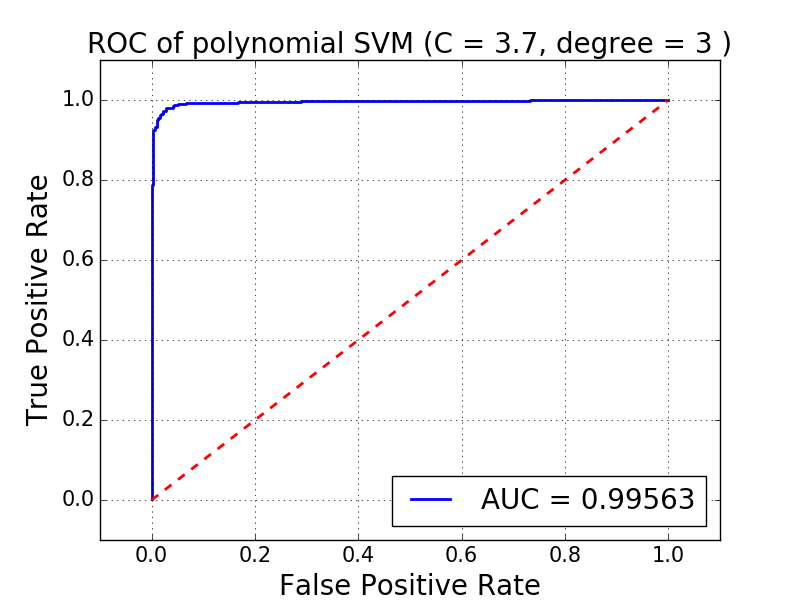 ROC of polynomial SVM (C = 3.7, degree = 3 )
True Positive Rate
1.0
0.8
0.6
0.4
0.2
0.0
AUC = 0.99563
0.0 0.2 0.4 0.6 0.8 1.0
False Positive Rate